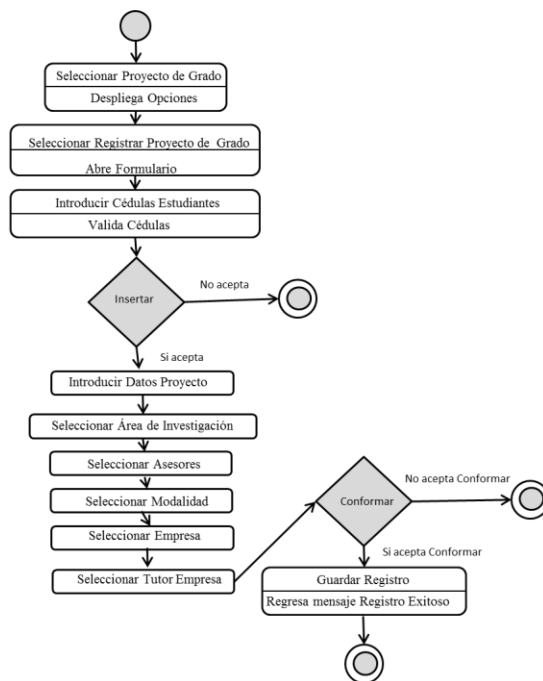 Seleccionar Proyecto de Grado
Despliega Opciones
Seleccionar Registrar Proyecto de Grado
Abre Formulario
Introducir Cédulas Estudiantes
Valida Cédulas
Insertar
No acepta
Si acepta
Introducir Datos Proyecto
Seleccionar Área de Investigación
Seleccionar Asesores
Seleccionar Modalidad
Seleccionar Empresa
Seleccionar Tutor Empresa
Conformar
No acepta Conformar
Si acepta Conformar
Guardar Registro
Regresa mensaje Registro Exitoso